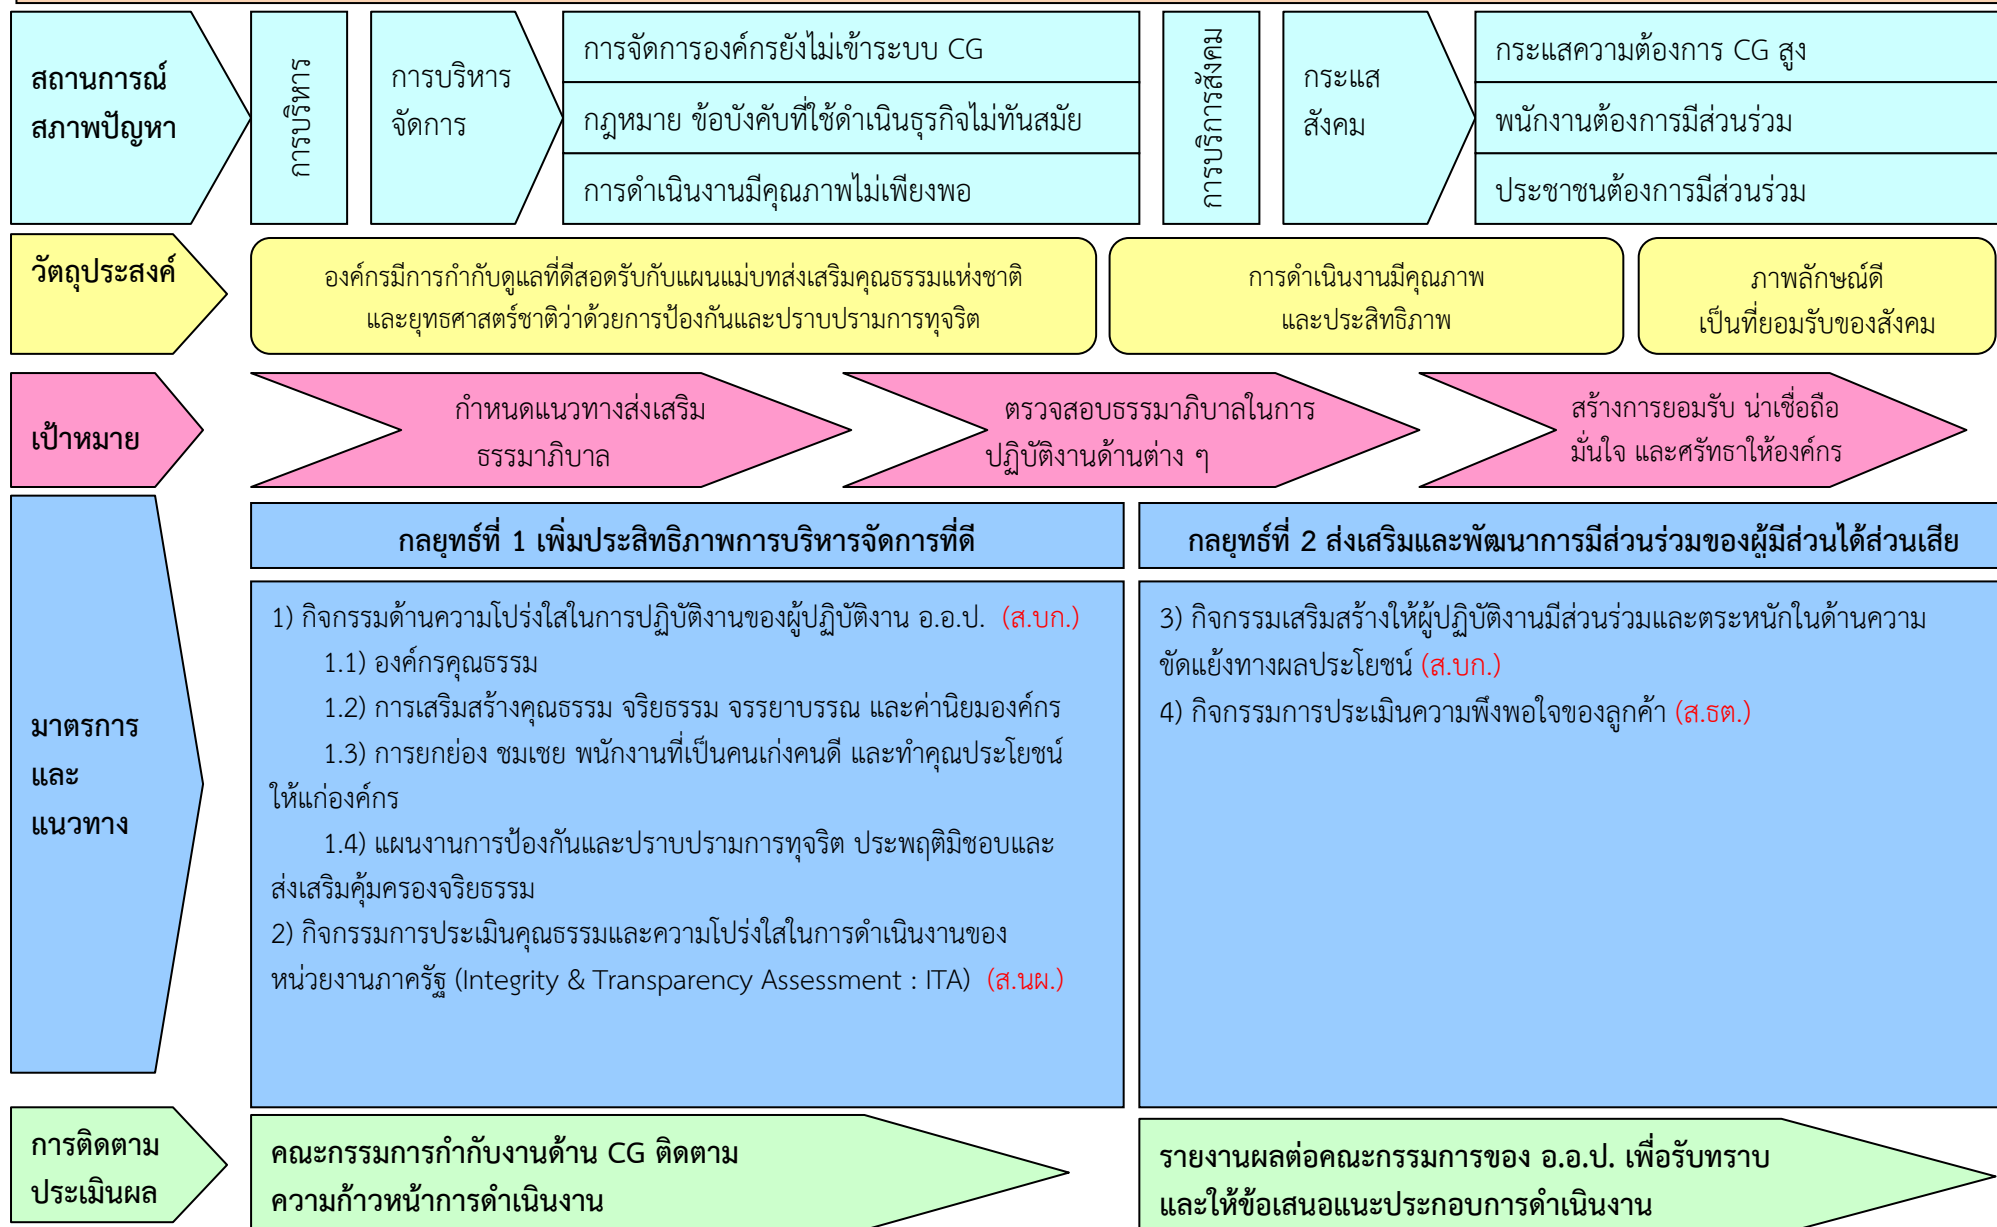 สถานการณ์
สภาพปัญหา
การบริหาร
การบริหาร
จัดการ
การจัดการองค์กรยังไม่เข้าระบบ CG
กฎหมาย ข้อบังคับที่ใช้ดำเนินธุรกิจไม่ทันสมัย
การดำเนินงานมีคุณภาพไม่เพียงพอ
การบริการสังคม
กระแส
สังคม
กระแสความต้องการ CG สูง
พนักงานต้องการมีส่วนร่วม
ประชาชนต้องการมีส่วนร่วม
วัตถุประสงค์
องค์กรมีการกำกับดูแลที่ดีสอดรับกับแผนแม่บทส่งเสริมคุณธรรมแห่งชาติ
และยุทธศาสตร์ชาติว่าด้วยการป้องกันและปราบปรามการทุจริต
การดำเนินงานมีคุณภาพ
และประสิทธิภาพ
ภาพลักษณ์ดี
เป็นที่ยอมรับของสังคม
เป้าหมาย
กำหนดแนวทางส่งเสริม
ธรรมาภิบาล
ตรวจสอบธรรมาภิบาลในการ
ปฏิบัติงานด้านต่าง ๆ
สร้างการยอมรับ น่าเชื่อถือ
มั่นใจ และศรัทธาให้องค์กร
มาตรการ
และ
แนวทาง
กลยุทธ์ที่ 1 เพิ่มประสิทธิภาพการบริหารจัดการที่ดี
1) กิจกรรมด้านความโปร่งใสในการปฏิบัติงานของผู้ปฏิบัติงาน อ.อ.ป. (ส.บก.)
1.1) องค์กรคุณธรรม
1.2) การเสริมสร้างคุณธรรม จริยธรรม จรรยาบรรณ และค่านิยมองค์กร
1.3) การยกย่อง ชมเชย พนักงานที่เป็นคนเก่งคนดี และทำคุณประโยชน์
ให้แก่องค์กร
1.4) แผนงานการป้องกันและปราบปรามการทุจริต ประพฤติมิชอบและ
ส่งเสริมคุ้มครองจริยธรรม
2) กิจกรรมการประเมินคุณธรรมและความโปร่งใสในการดำเนินงานของ
หน่วยงานภาครัฐ (Integrity & Transparency Assessment : ITA) (ส.นผ.)
กลยุทธ์ที่ 2 ส่งเสริมและพัฒนาการมีส่วนร่วมของผู้มีส่วนได้ส่วนเสีย
3) กิจกรรมเสริมสร้างให้ผู้ปฏิบัติงานมีส่วนร่วมและตระหนักในด้านความ
ขัดแย้งทางผลประโยชน์ (ส.บก.)
4) กิจกรรมการประเมินความพึงพอใจของลูกค้า (ส.ธต.)
การติดตาม
ประเมินผล
คณะกรรมการกำกับงานด้าน CG ติดตาม
ความก้าวหน้าการดำเนินงาน
รายงานผลต่อคณะกรรมการของ อ.อ.ป. เพื่อรับทราบ
และให้ข้อเสนอแนะประกอบการดำเนินงาน